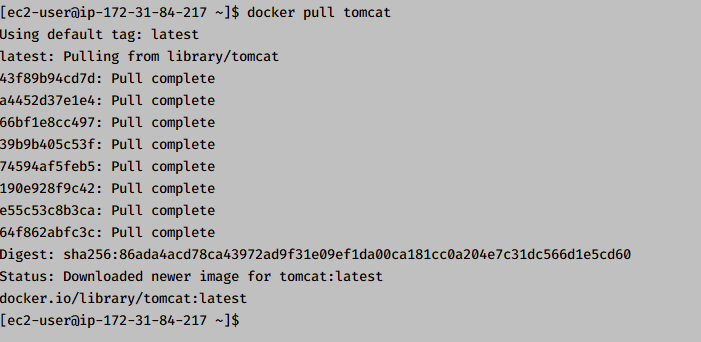 [ec2-user@ip-172-31-84-217 ~]$ docker pull tomcat
Using default tag: latest
latest: Pulling from library/tomcat
43f89b94cd7d: Pull complete
a4452d37e1e4: Pull complete
66bf1e8cc497: Pull complete
39b9b405c53f: Pull complete
74594af5feb5: Pull complete
190e928f9c42: Pull complete
e55c53c8b3ca: Pull complete
64f862abfc3c: Pull complete
Digest: sha256:86ada4acd78ca43972ad9f31e09ef1da00ca181cc0a204e7c31dc566d1e5cd60
Status: Downloaded newer image for tomcat:latest
docker.io/library/tomcat:latest
[ec2-user@ip-172-31-84-217 ~]$